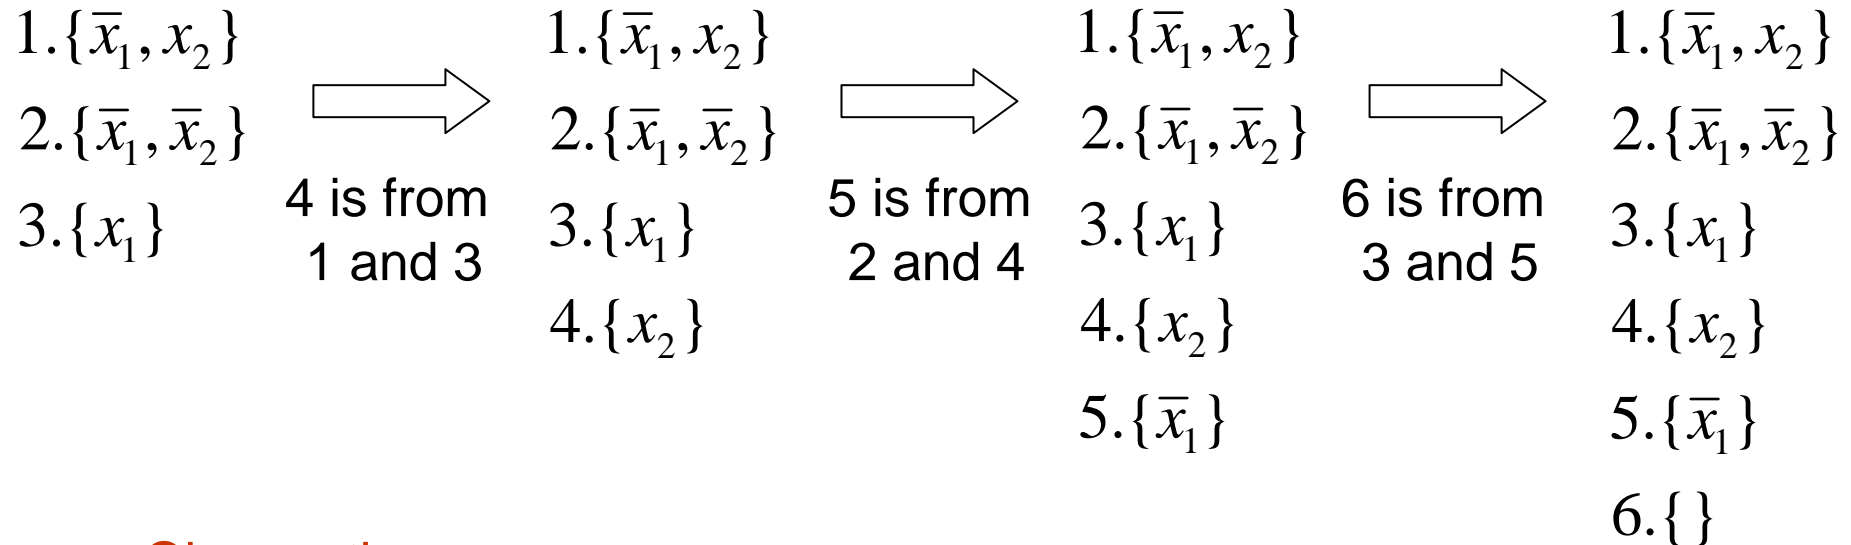 1.{x̅₁, x₂}
2.{x̅₁, x̅₂}
3.{x₁}
4 is from
1 and 3
1.{x̅₁, x₂}
2.{x̅₁, x̅₂}
3.{x₁}
4.{x₂}
5 is from
2 and 4
1.{x̅₁, x₂}
2.{x̅₁, x̅₂}
3.{x₁}
4.{x₂}
5.{x̅₁}
6 is from
3 and 5
1.{x̅₁, x₂}
2.{x̅₁, x̅₂}
3.{x₁}
4.{x₂}
5.{x̅₁}
6.{ }